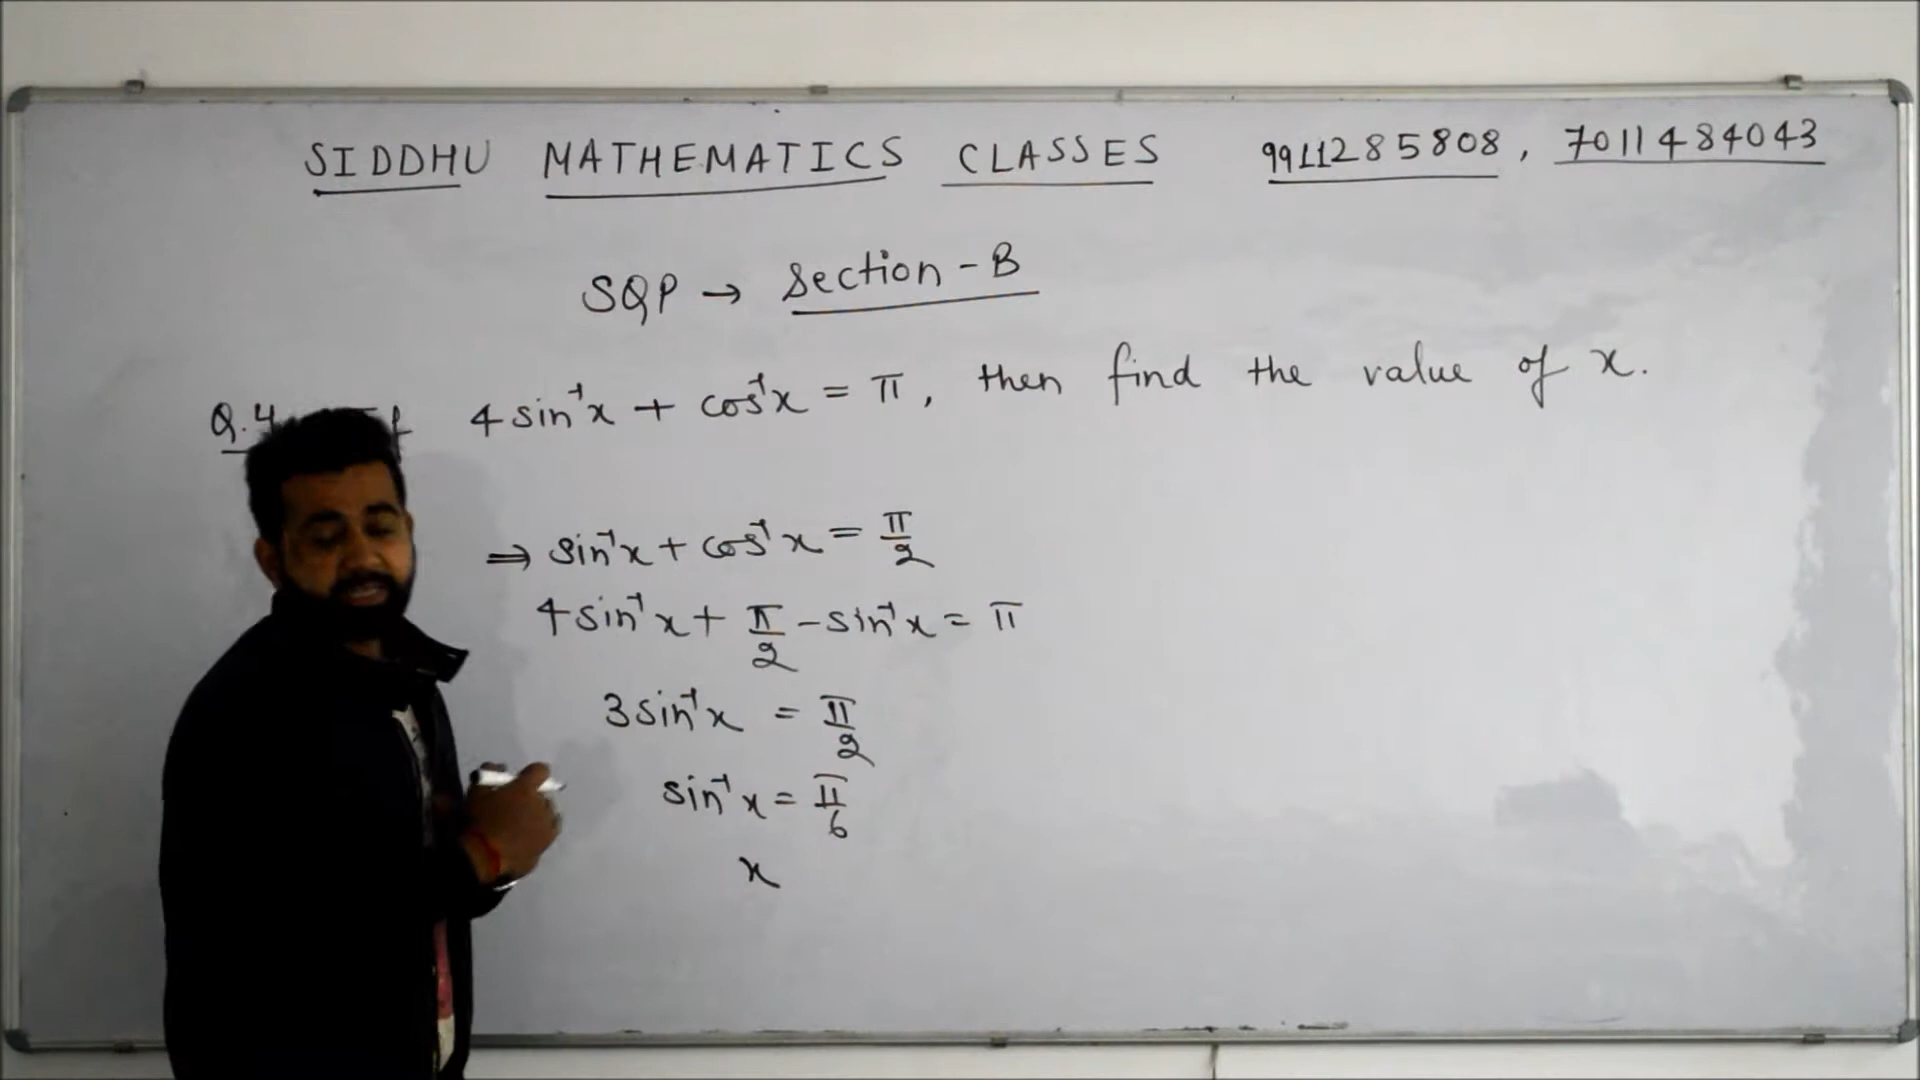 SIDDHU MATHEMATICS CLASSES 9911285808, 7011484043
SQP → Section-B
Q.4 If 4 sin⁻¹x + cos⁻¹x = π, then find the value of x.
⇒ sin⁻¹x + cos⁻¹x = π/2
4 sin⁻¹x + π/2 - sin⁻¹x = π
3 sin⁻¹x = π/2
sin⁻¹x = π/6
x